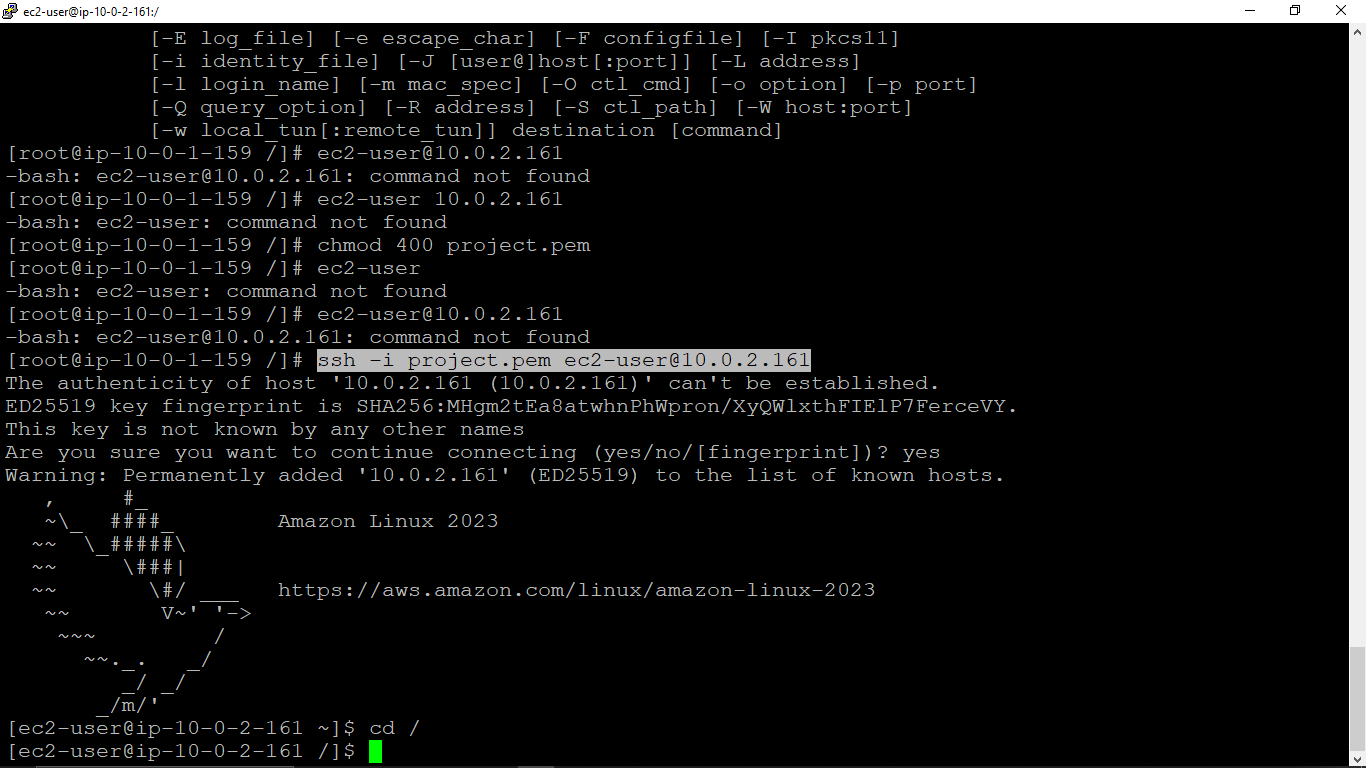 ec2-user@ip-10-0-2-161:/
[-E log_file] [-e escape_char] [-F configfile] [-I pkcs11]
[-i identity_file] [-J [user@]host[:port]] [-L address]
[-l login_name] [-m mac_spec] [-O ctl_cmd] [-o option] [-p port]
[-Q query_option] [-R address] [-S ctl_path] [-W host:port]
[-w local_tun[:remote_tun]] destination [command]
[root@ip-10-0-1-159 /]# ec2-user@10.0.2.161
-bash: ec2-user@10.0.2.161: command not found
[root@ip-10-0-1-159 /]# ec2-user 10.0.2.161
-bash: ec2-user: command not found
[root@ip-10-0-1-159 /]# chmod 400 project.pem
[root@ip-10-0-1-159 /]# ec2-user
-bash: ec2-user: command not found
[root@ip-10-0-1-159 /]# ec2-user@10.0.2.161
-bash: ec2-user@10.0.2.161: command not found
[root@ip-10-0-1-159 /]# ssh -i project.pem ec2-user@10.0.2.161
The authenticity of host '10.0.2.161 (10.0.2.161)' can't be established.
ED25519 key fingerprint is SHA256:MHgm2tEa8atwhnPhWpron/XyQWlxthFIElP7FerceVY.
This key is not known by any other names
Are you sure you want to continue connecting (yes/no/[fingerprint])? yes
Warning: Permanently added '10.0.2.161' (ED25519) to the list of known hosts.
   ,     #_
   ~\_  ####_        Amazon Linux 2023
  ~~  \_#####\
  ~~     \###|
  ~~       \#/ ___   https://aws.amazon.com/linux/amazon-linux-2023
   ~~       V~' '->
    ~~~         /
      ~~._.   _/
         _/ _/
       _/m/'
[ec2-user@ip-10-0-2-161 ~]$ cd /
[ec2-user@ip-10-0-2-161 /]$